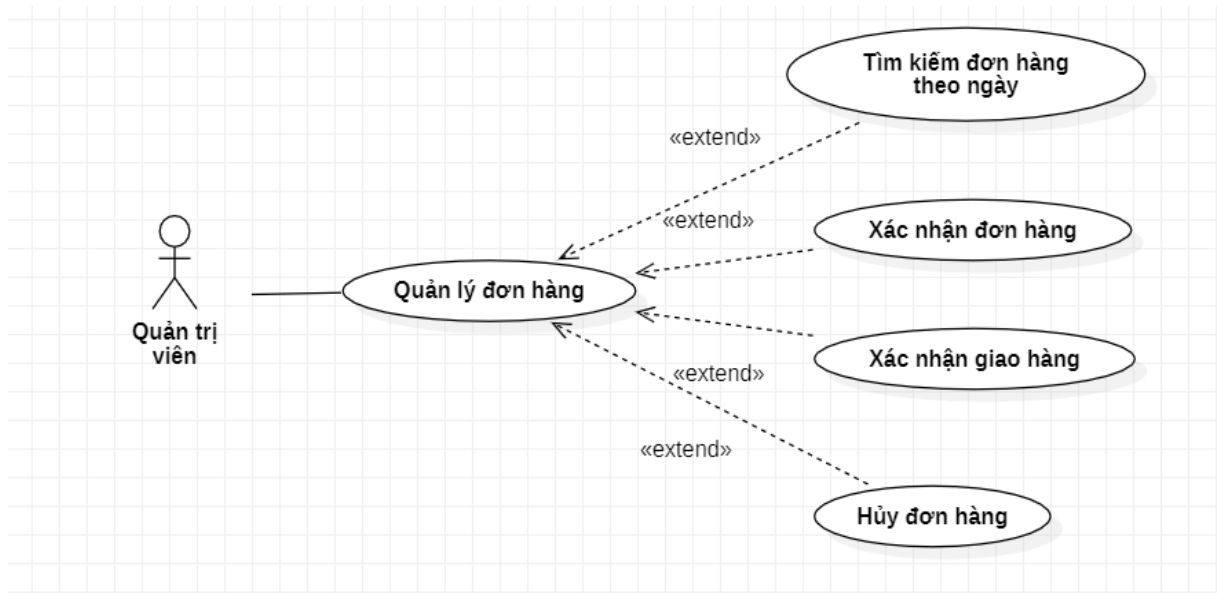 Tìm kiếm đơn hàng
theo ngày
«extend»
«extend»
Xác nhận đơn hàng
Quản lý đơn hàng
Quản trị
viên
Xác nhận giao hàng
«extend»
«extend»
Hủy đơn hàng